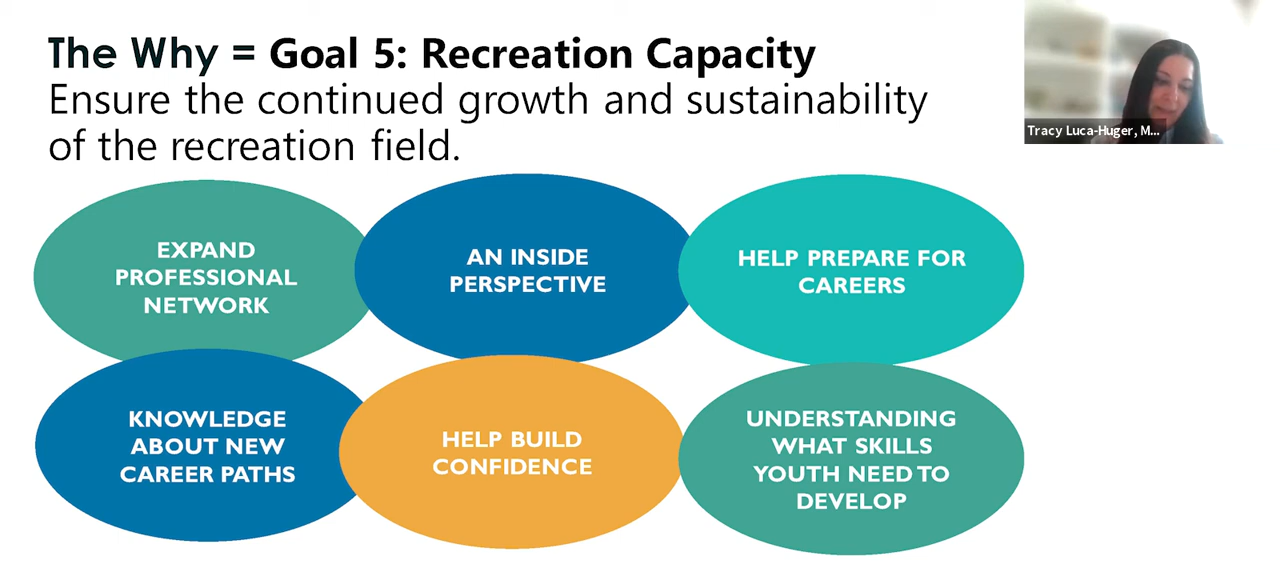 The Why = Goal 5: Recreation Capacity
Ensure the continued growth and sustainability
of the recreation field.
Tracy Luca-Huger, M...
EXPAND
PROFESSIONAL
NETWORK
AN INSIDE
PERSPECTIVE
HELP PREPARE FOR
CAREERS
KNOWLEDGE
ABOUT NEW
CAREER PATHS
HELP BUILD
CONFIDENCE
UNDERSTANDING
WHAT SKILLS
YOUTH NEED TO
DEVELOP